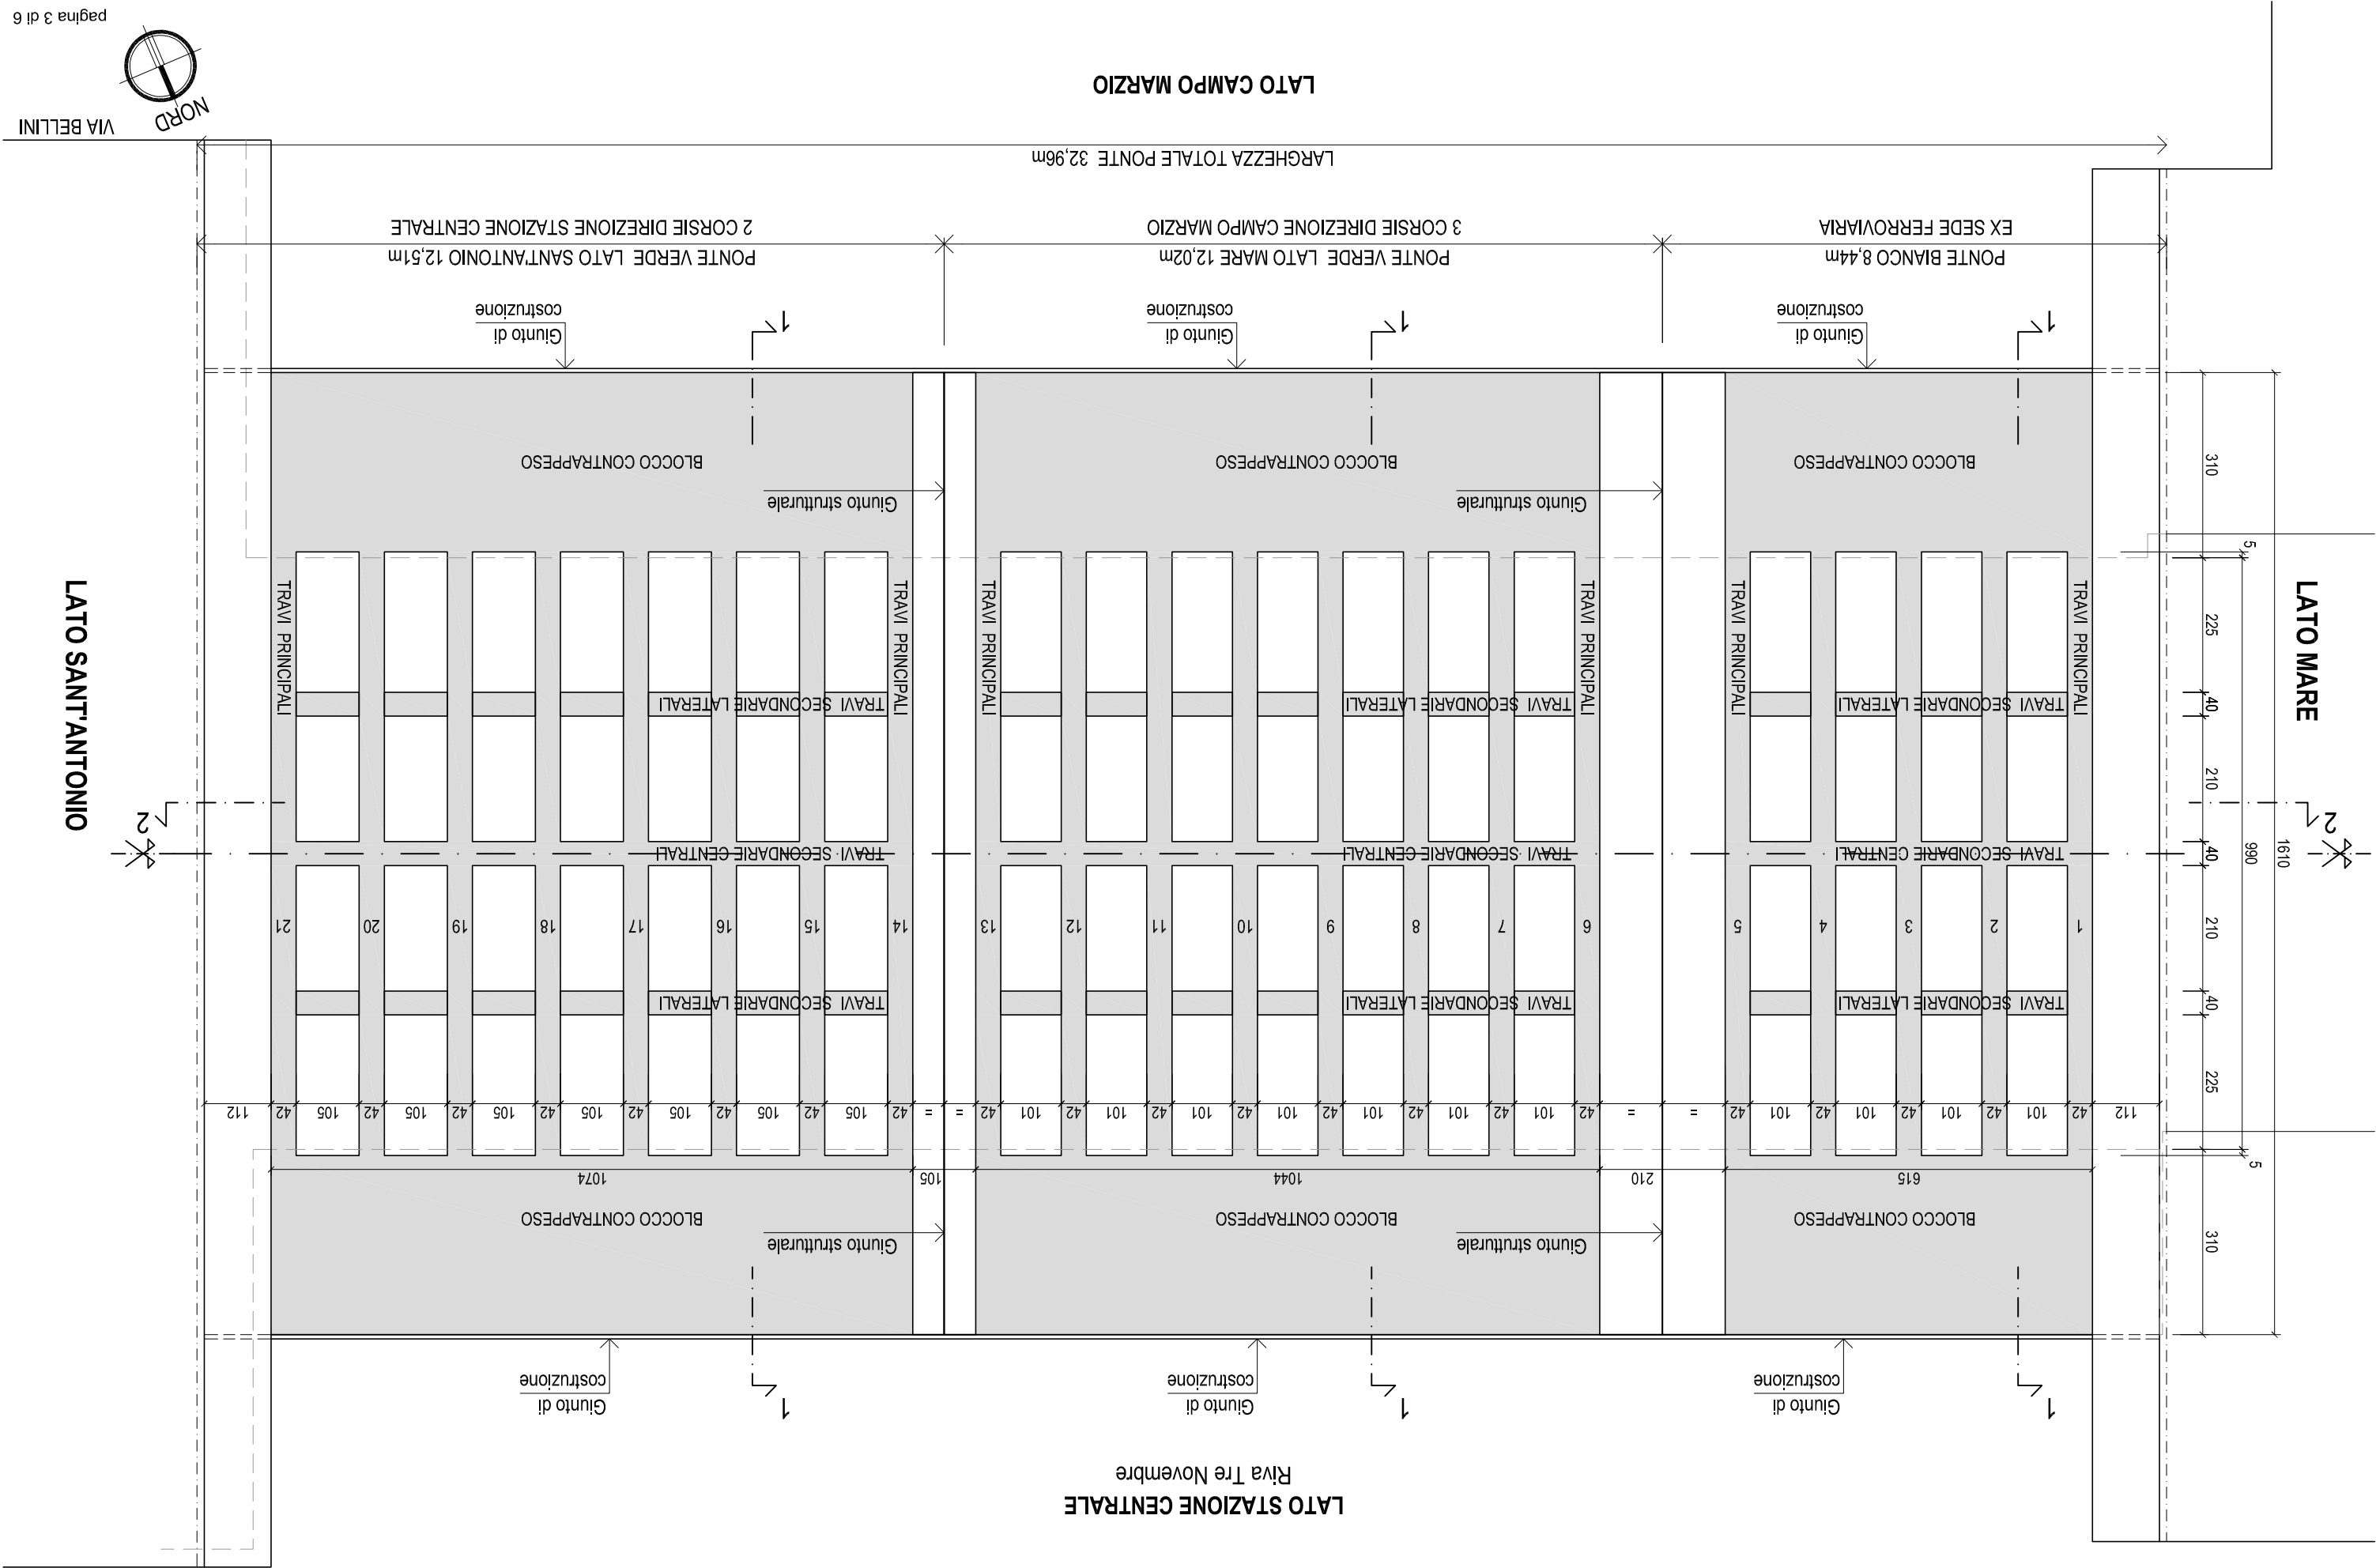 LATO STAZIONE CENTRALE
Riva Tre Novembre
1
Giunto di
costruzione
1
Giunto di
costruzione
1
Giunto di
costruzione
Giunto strutturale
Giunto strutturale
BLOCCO CONTRAPPESO
BLOCCO CONTRAPPESO
BLOCCO CONTRAPPESO
615
210
1044
105
1074
112 42 101 42 101 42 101 42 101 42 = = 42 101 42 101 42 101 42 101 42 101 42 101 42 101 42 = = 42 105 42 105 42 105 42 105 42 105 42 105 42 105 42 112
TRAVI SECONDARIE LATERALI
TRAVI SECONDARIE LATERALI
TRAVI SECONDARIE LATERALI
1 2 3 4 5 6 7 8 9 10 11 12 13 14 15 16 17 18 19 20 21
TRAVI SECONDARIE CENTRALI
TRAVI SECONDARIE CENTRALI
TRAVI SECONDARIE CENTRALI
2
2
TRAVI SECONDARIE LATERALI
TRAVI SECONDARIE LATERALI
TRAVI SECONDARIE LATERALI
TRAVI PRINCIPALI
TRAVI PRINCIPALI
TRAVI PRINCIPALI
TRAVI PRINCIPALI
TRAVI PRINCIPALI
TRAVI PRINCIPALI
LATO MARE
LATO SANT'ANTONIO
1610
5
990
5
310
225
40
210
40
210
40
225
310
Giunto strutturale
Giunto strutturale
BLOCCO CONTRAPPESO
BLOCCO CONTRAPPESO
BLOCCO CONTRAPPESO
1
Giunto di
costruzione
1
Giunto di
costruzione
1
Giunto di
costruzione
PONTE BIANCO 8,44m
EX SEDE FERROVIARIA
PONTE VERDE LATO MARE 12,02m
3 CORSIE DIREZIONE CAMPO MARZIO
PONTE VERDE LATO SANT'ANTONIO 12,51m
2 CORSIE DIREZIONE STAZIONE CENTRALE
LARGHEZZA TOTALE PONTE 32,96m
LATO CAMPO MARZIO
NORD
VIA BELLINI
pagina 3 di 6